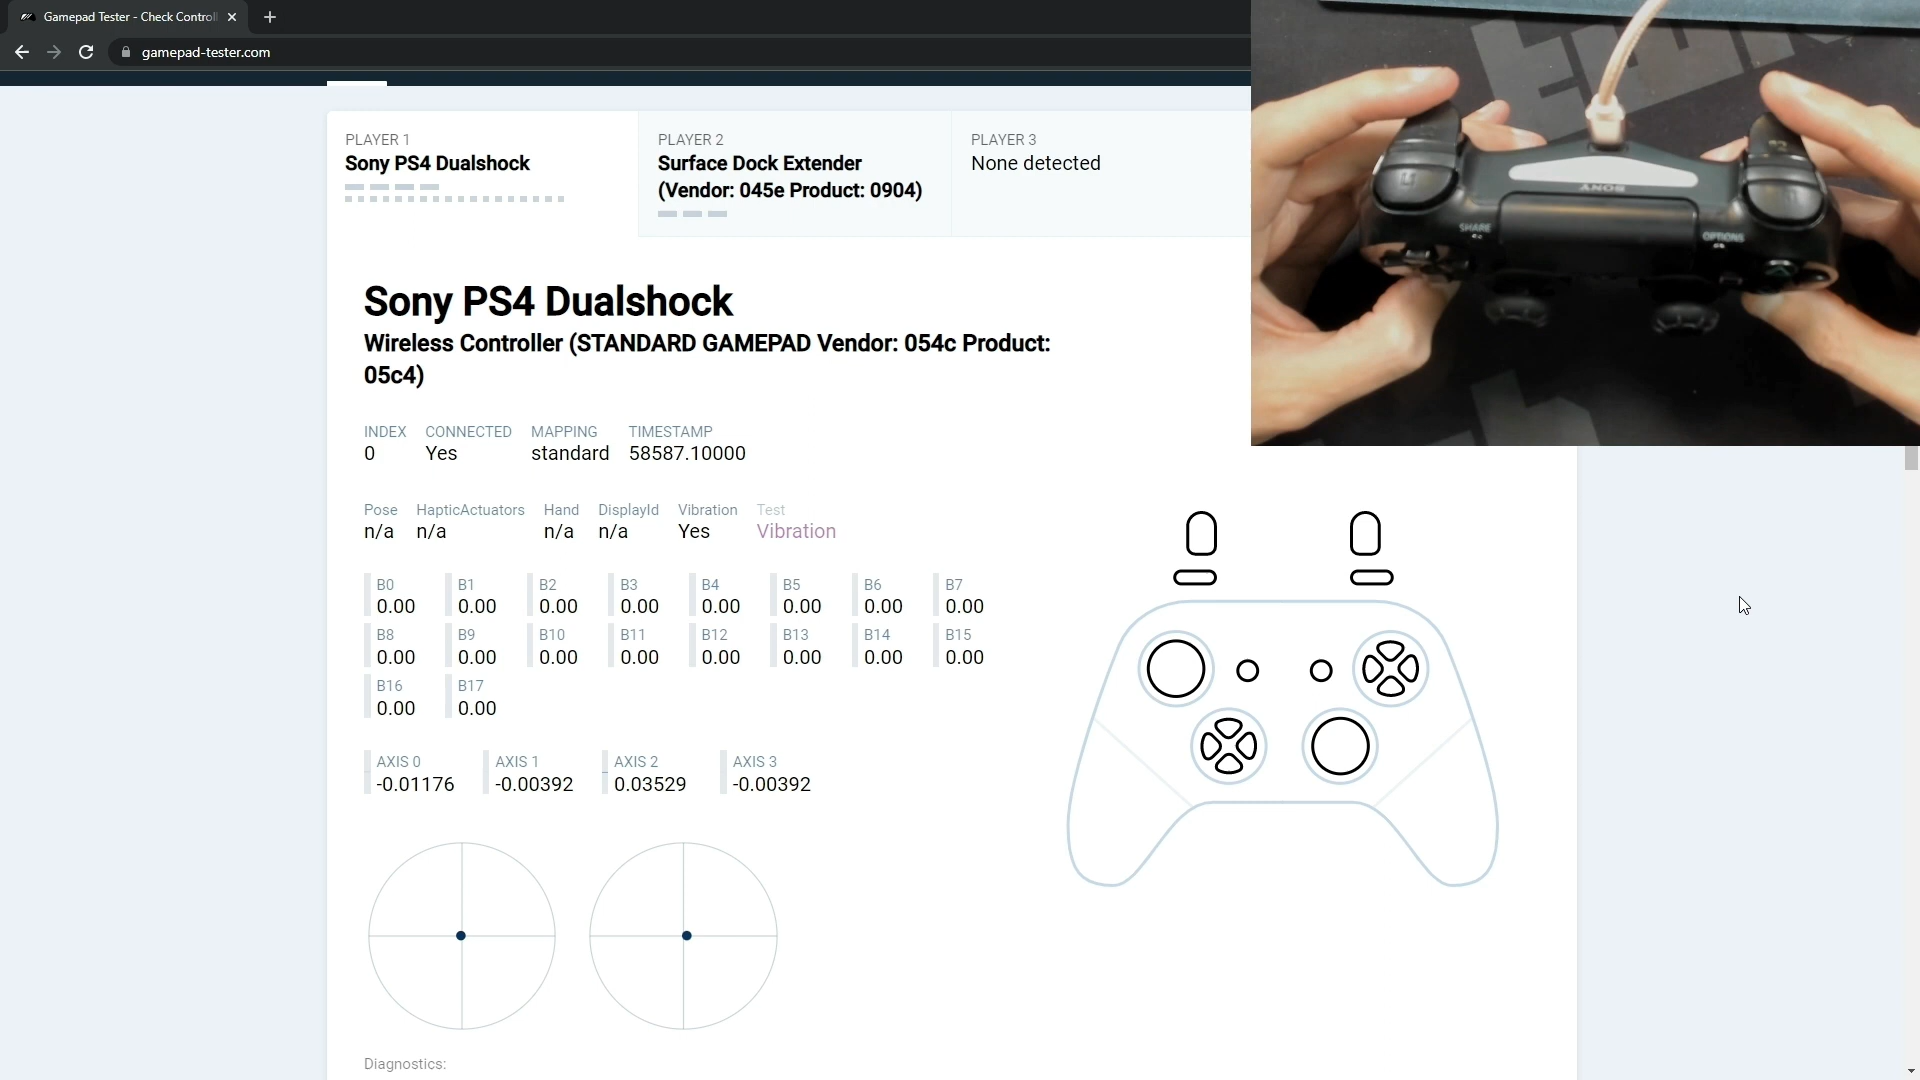 Gamepad Tester - Check Controll
gamepad-tester.com
PLAYER 1
Sony PS4 Dualshock
PLAYER 2
Surface Dock Extender
(Vendor: 045e Product: 0904)
PLAYER 3
None detected
Sony PS4 Dualshock
Wireless Controller (STANDARD GAMEPAD Vendor: 054c Product:
05c4)
INDEX CONNECTED MAPPING TIMESTAMP
0 Yes standard 58587.10000
Pose HapticActuators Hand DisplayId Vibration Test
n/a n/a n/a n/a Yes Vibration
B0 B1 B2 B3 B4 B5 B6 B7
0.00 0.00 0.00 0.00 0.00 0.00 0.00 0.00
B8 B9 B10 B11 B12 B13 B14 B15
0.00 0.00 0.00 0.00 0.00 0.00 0.00 0.00
B16 B17
0.00 0.00
AXIS 0 AXIS 1 AXIS 2 AXIS 3
-0.01176 -0.00392 0.03529 -0.00392
Diagnostics:
SONY
SHARE
OPTIONS